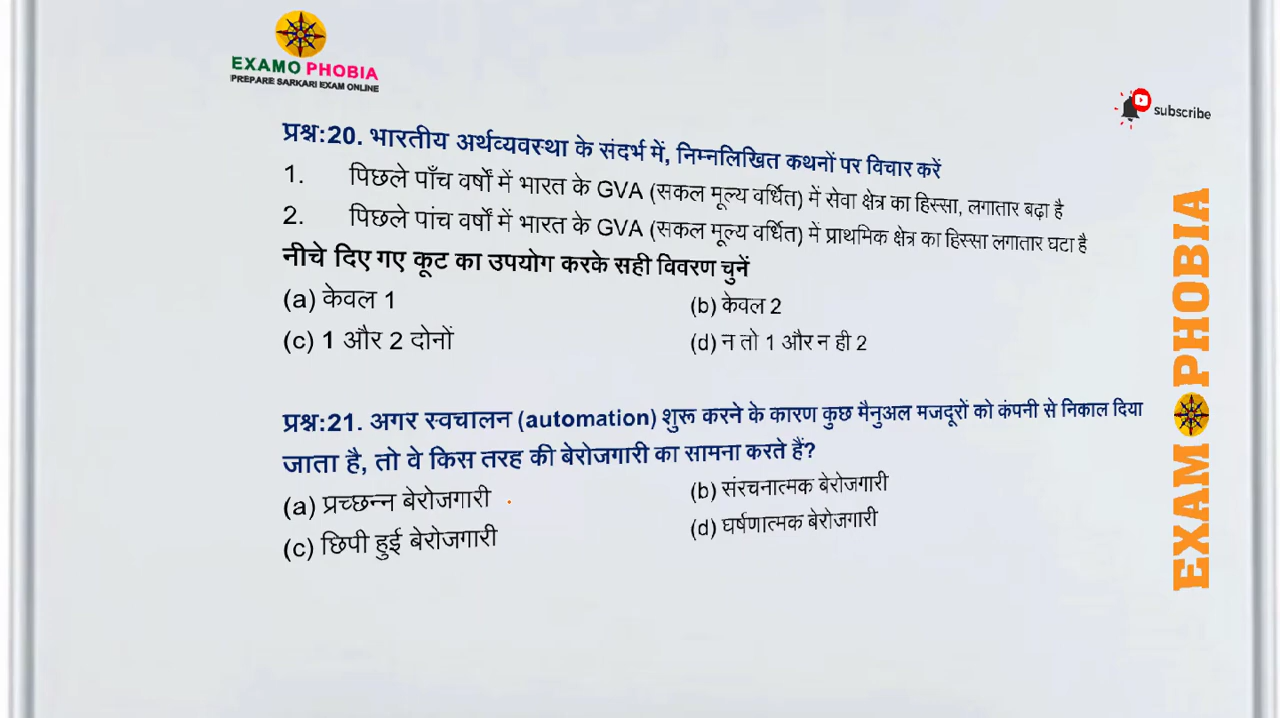 EXAMO PHOBIA
PREPARE SARKARI EXAM ONLINE
subscribe
प्रश्न:20. भारतीय अर्थव्यवस्था के संदर्भ में, निम्नलिखित कथनों पर विचार करें
1. पिछले पाँच वर्षों में भारत के GVA (सकल मूल्य वर्धित) में सेवा क्षेत्र का हिस्सा, लगातार बढ़ा है
2. पिछले पांच वर्षों में भारत के GVA (सकल मूल्य वर्धित) में प्राथमिक क्षेत्र का हिस्सा लगातार घटा है
नीचे दिए गए कूट का उपयोग करके सही विवरण चुनें
(a) केवल 1 (b) केवल 2
(c) 1 और 2 दोनों (d) न तो 1 और न ही 2
प्रश्न:21. अगर स्वचालन (automation) शुरू करने के कारण कुछ मैनुअल मजदूरों को कंपनी से निकाल दिया
जाता है, तो वे किस तरह की बेरोजगारी का सामना करते हैं?
(a) प्रच्छन्न बेरोजगारी (b) संरचनात्मक बेरोजगारी
(c) छिपी हुई बेरोजगारी (d) घर्षणात्मक बेरोजगारी
EXAM PHOBIA